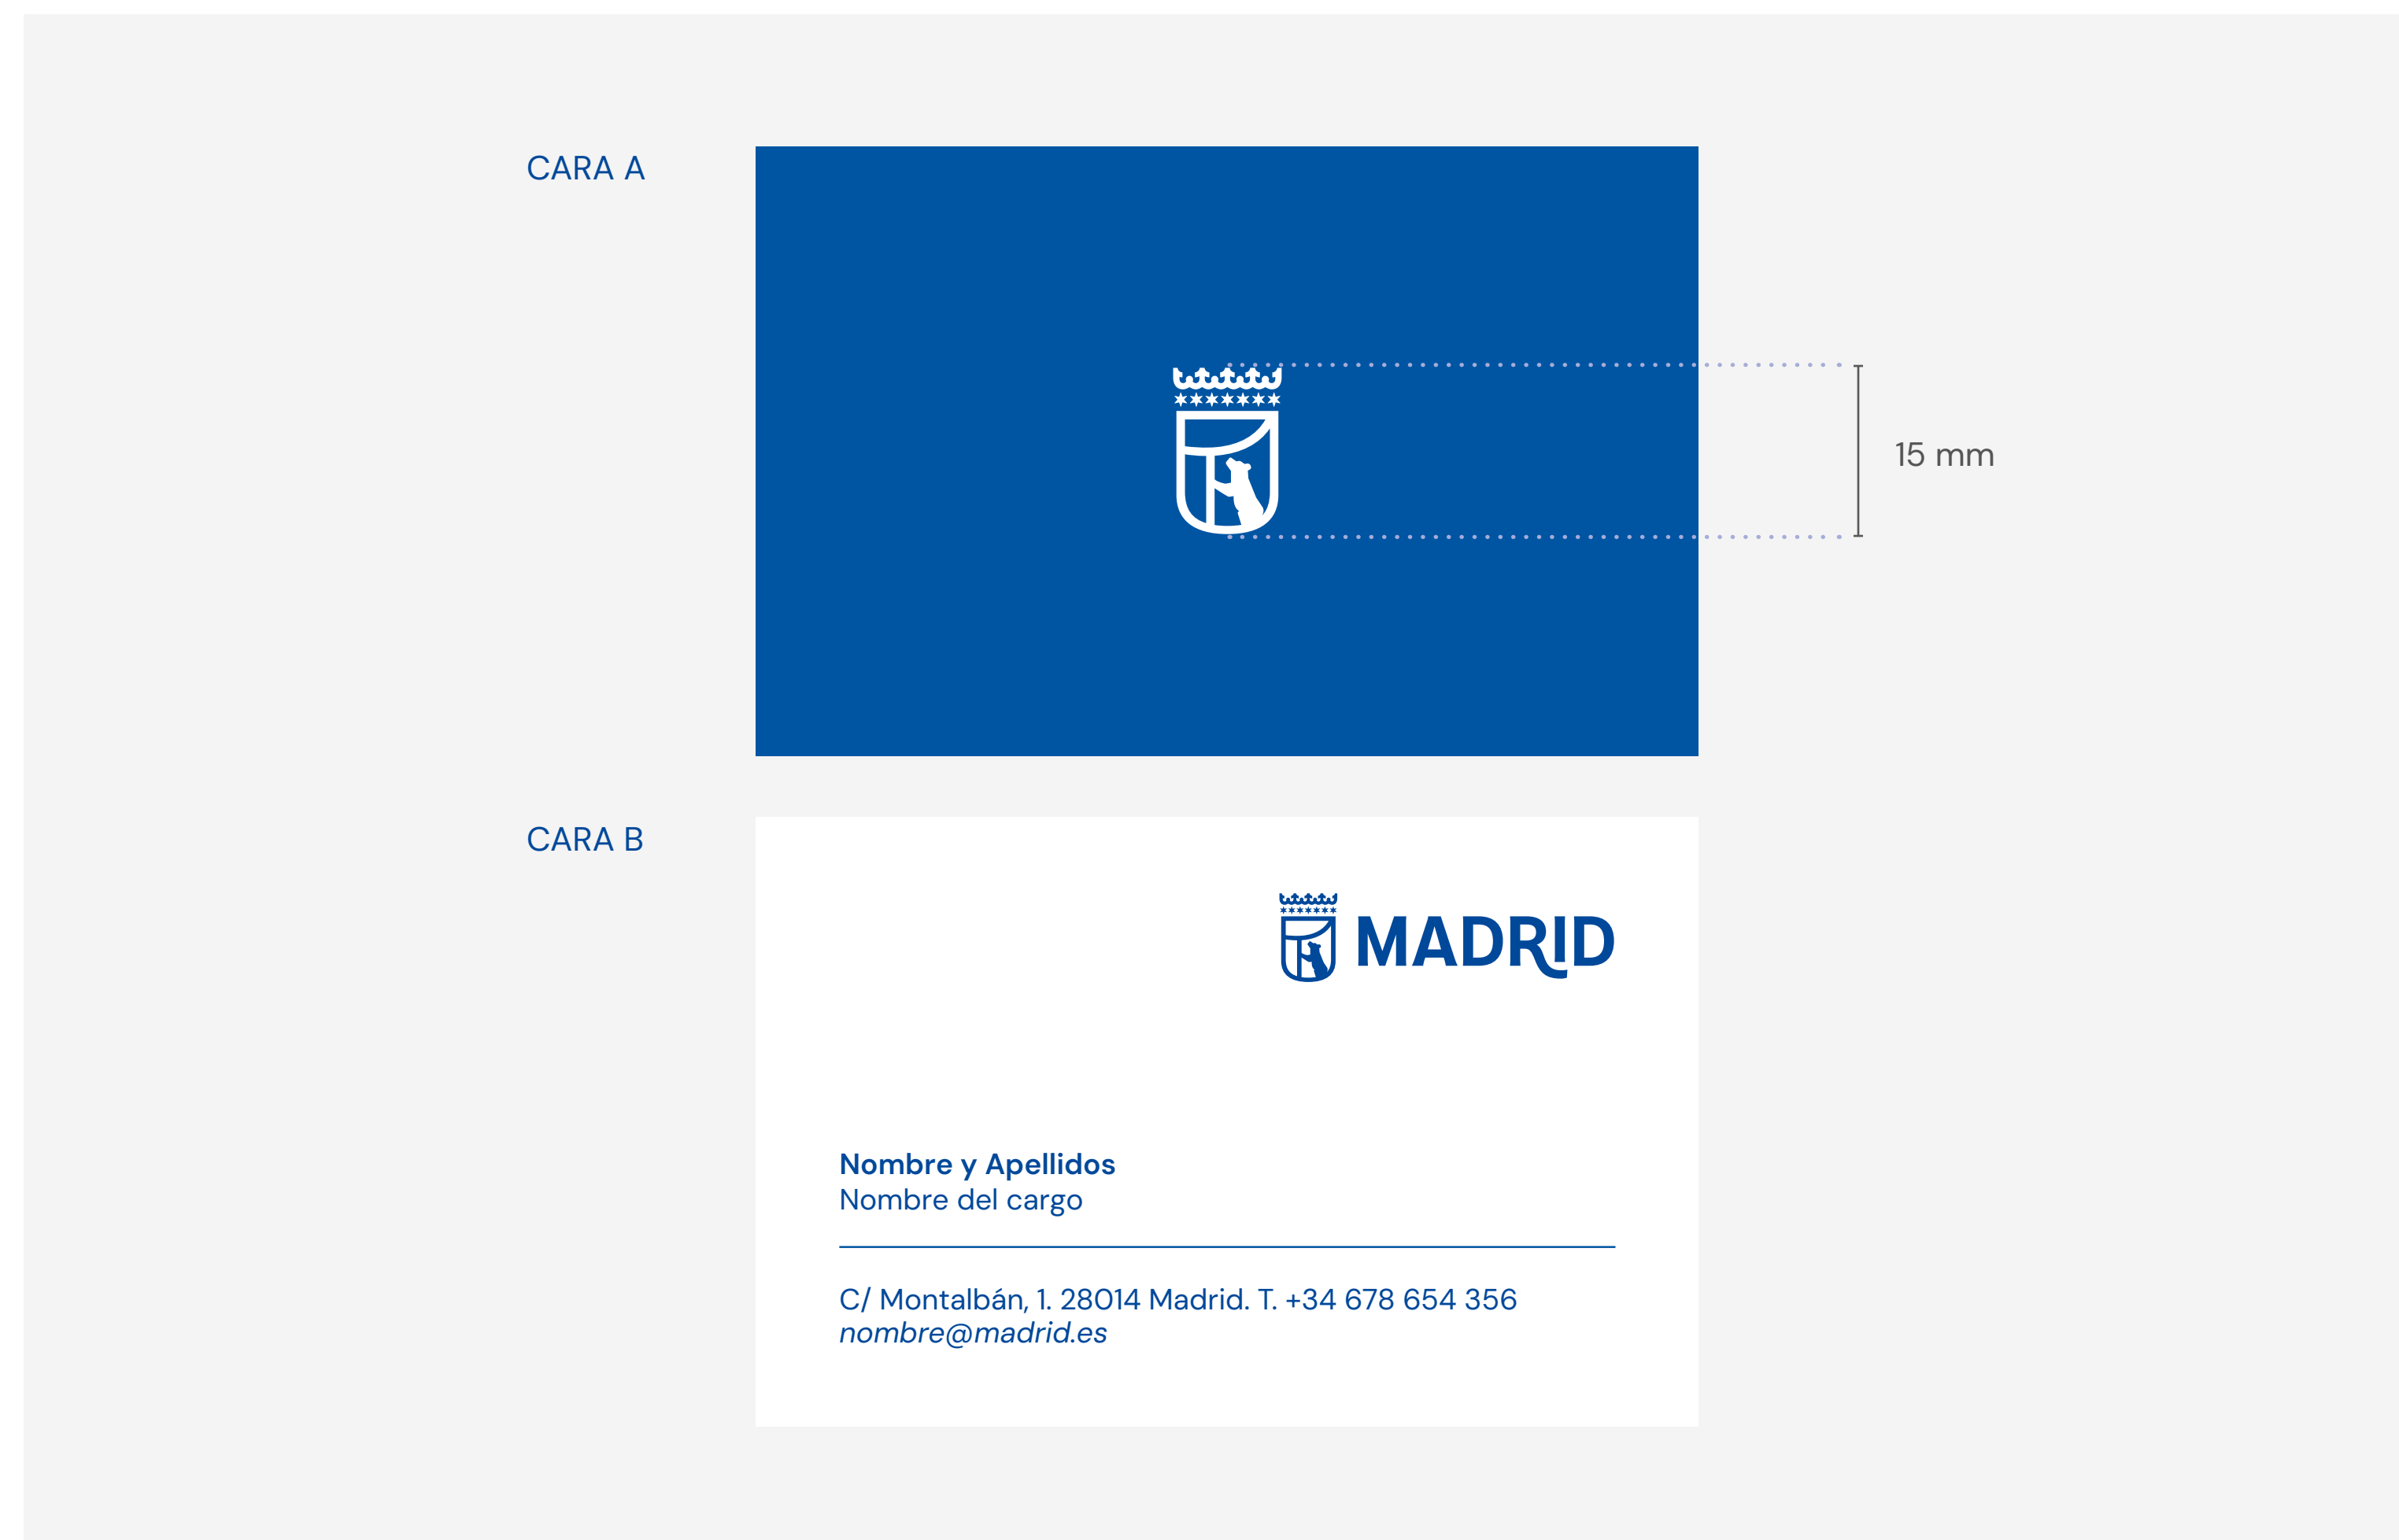 CARA A
15 mm
CARA B
MADRID
Nombre y Apellidos
Nombre del cargo
C/ Montalbán, 1. 28014 Madrid. T. +34 678 654 356
nombre@madrid.es